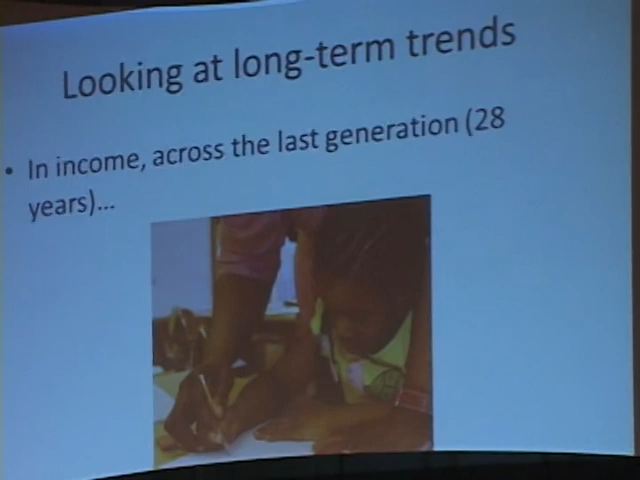 Looking at long-term trends
• In income, across the last generation (28
years)...